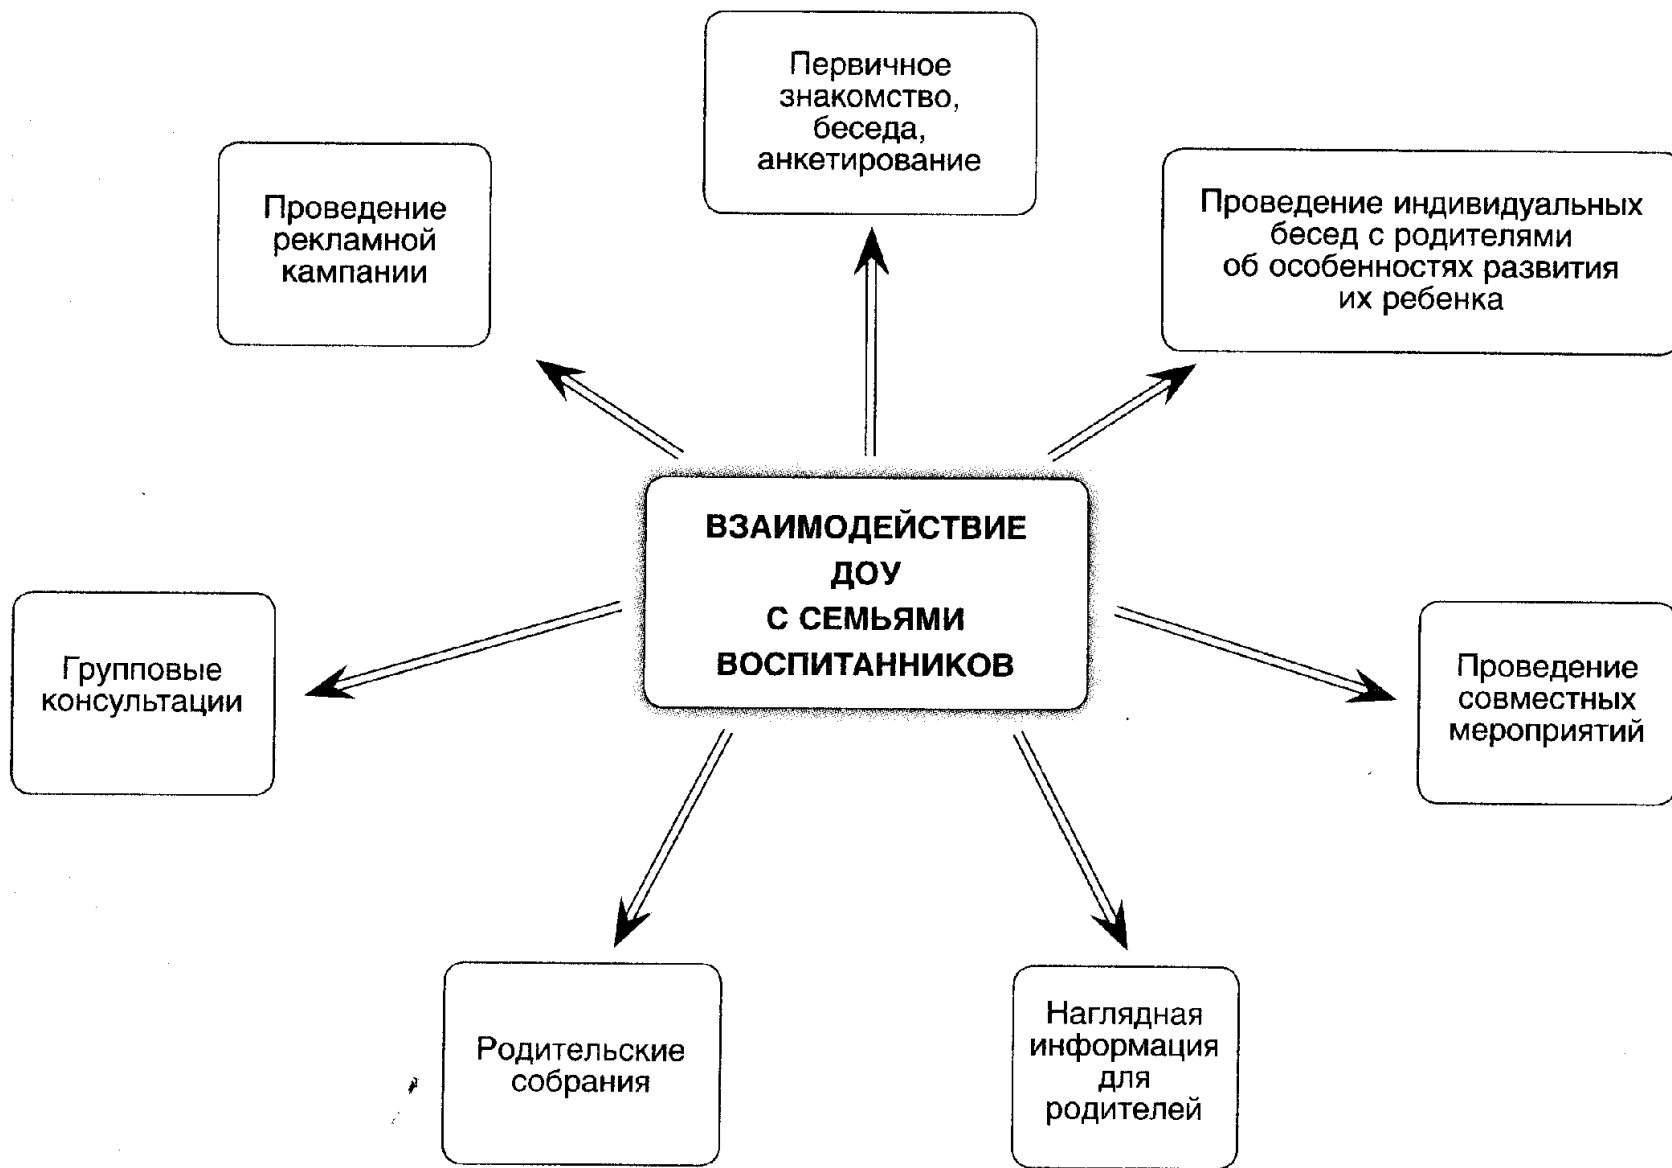 Первичное
знакомство,
беседа,
анкетирование
Проведение
рекламной
кампании
Проведение индивидуальных
бесед с родителями
об особенностях развития
их ребенка
ВЗАИМОДЕЙСТВИЕ
ДОУ
С СЕМЬЯМИ
ВОСПИТАННИКОВ
Групповые
консультации
Проведение
совместных
мероприятий
Родительские
собрания
Наглядная
информация
для
родителей